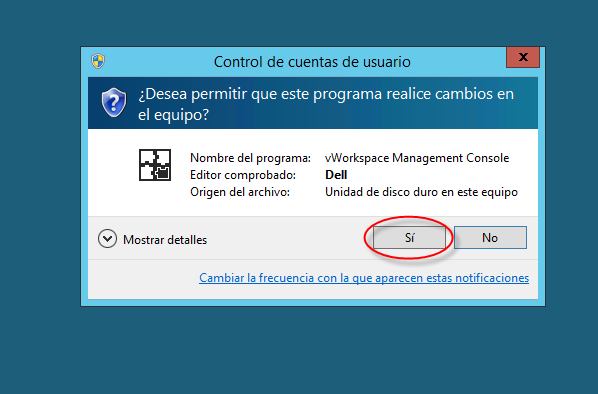 Control de cuentas de usuario
¿Desea permitir que este programa realice cambios en
el equipo?
Nombre del programa: vWorkspace Management Console
Editor comprobado: Dell
Origen del archivo: Unidad de disco duro en este equipo
Mostrar detalles Sí No
Cambiar la frecuencia con la que aparecen estas notificaciones